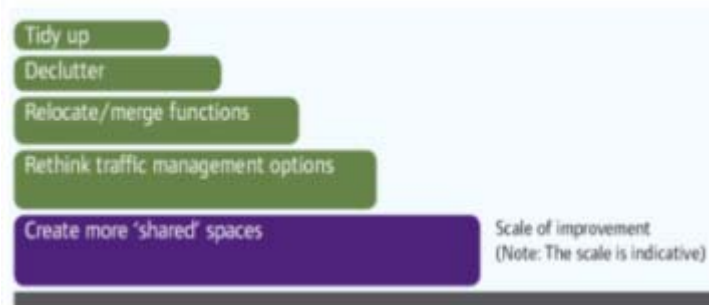 Tidy up
Declutter
Relocate/merge functions
Rethink traffic management options
Create more ‘shared’ spaces
Scale of improvement
(Note: The scale is indicative)